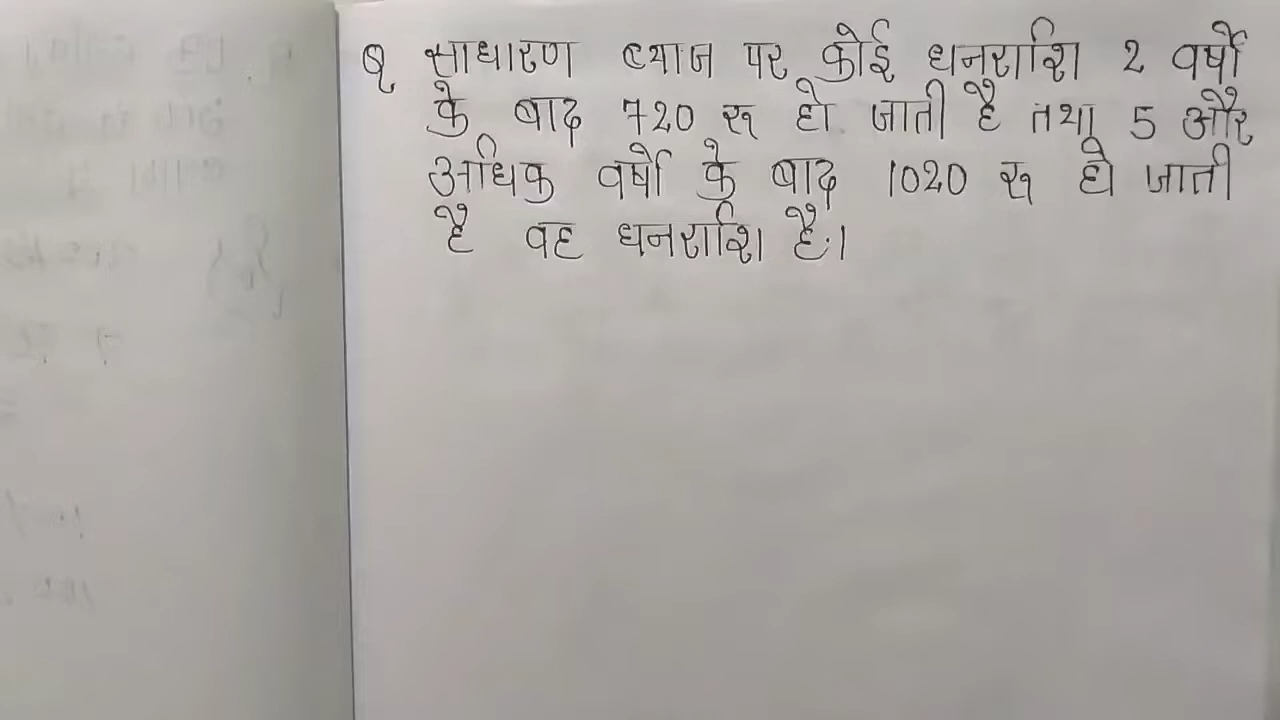 Q साधारण ब्याज पर कोई धनराशि 2 वर्षो
के बाद 720 रु हो जाती है तथा 5 और
अधिक वर्षो के बाद 1020 रु हो जाती
है वह धनराशि है।